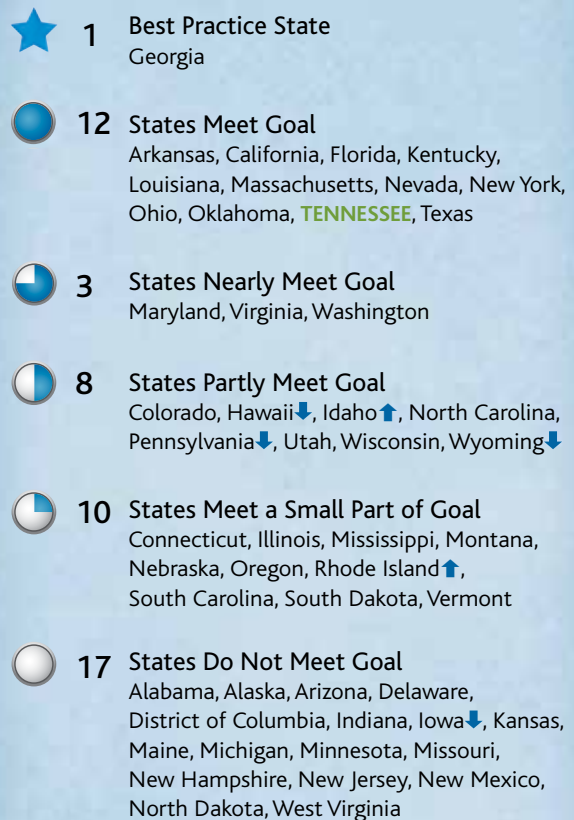 1 Best Practice State
Georgia
12 States Meet Goal
Arkansas, California, Florida, Kentucky,
Louisiana, Massachusetts, Nevada, New York,
Ohio, Oklahoma, TENNESSEE, Texas
3 States Nearly Meet Goal
Maryland, Virginia, Washington
8 States Partly Meet Goal
Colorado, Hawaii⬇, Idaho⬆, North Carolina,
Pennsylvania⬇, Utah, Wisconsin, Wyoming⬇
10 States Meet a Small Part of Goal
Connecticut, Illinois, Mississippi, Montana,
Nebraska, Oregon, Rhode Island⬆,
South Carolina, South Dakota, Vermont
17 States Do Not Meet Goal
Alabama, Alaska, Arizona, Delaware,
District of Columbia, Indiana, Iowa⬇, Kansas,
Maine, Michigan, Minnesota, Missouri,
New Hampshire, New Jersey, New Mexico,
North Dakota, West Virginia